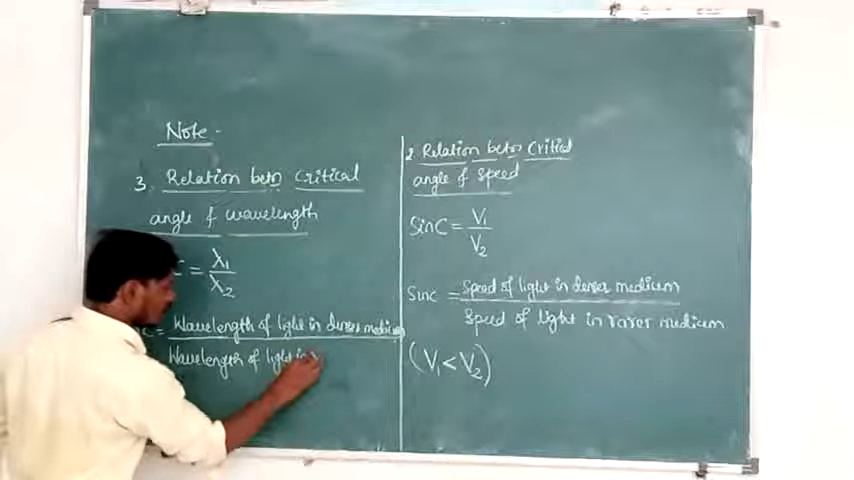 Note -
3. Relation betn Critical
angle & wavelength
C = λ1/λ2
C = Wavelength of light in denser medium
Wavelength of light in
2. Relation betn Critical
angle & Speed
SinC = V1/V2
Sinc = Speed of light in denser medium
Speed of light in rarer medium
(V1 < V2)